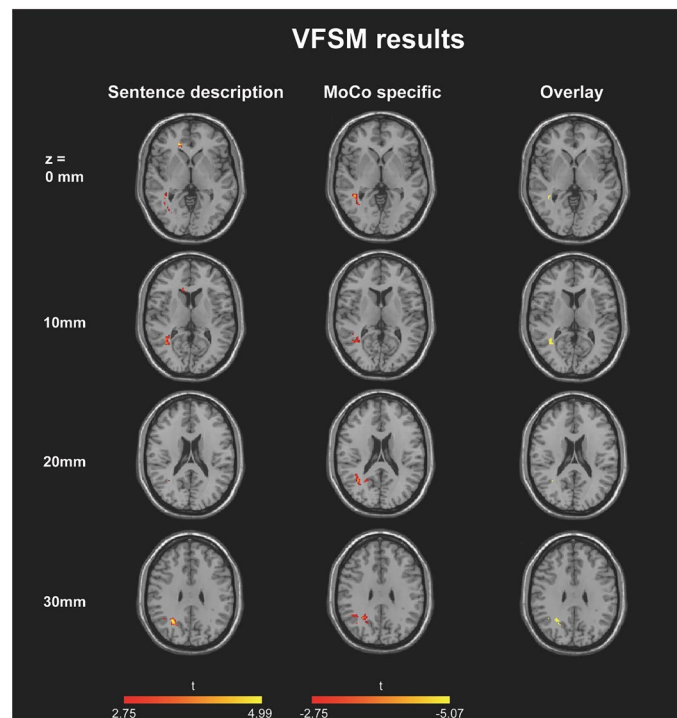 VFSM results
Sentence description MoCo specific Overlay
z =
0 mm
10mm
20mm
30mm
t t
2.75 4.99 -2.75 -5.07